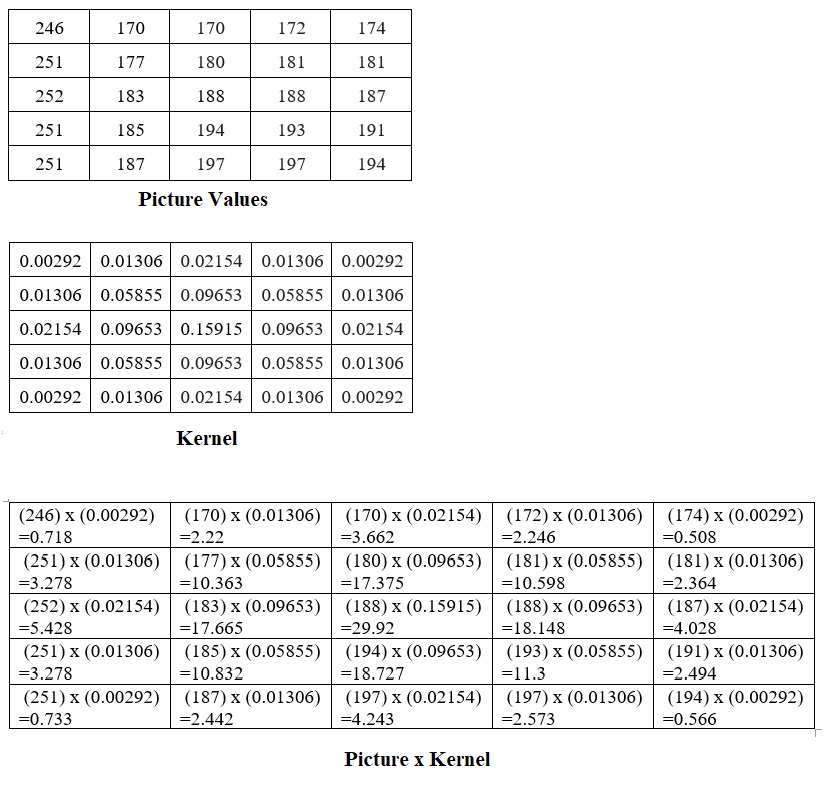 246 170 170 172 174
251 177 180 181 181
252 183 188 188 187
251 185 194 193 191
251 187 197 197 194
Picture Values
0.00292 0.01306 0.02154 0.01306 0.00292
0.01306 0.05855 0.09653 0.05855 0.01306
0.02154 0.09653 0.15915 0.09653 0.02154
0.01306 0.05855 0.09653 0.05855 0.01306
0.00292 0.01306 0.02154 0.01306 0.00292
Kernel
(246) x (0.00292) (170) x (0.01306) (170) x (0.02154) (172) x (0.01306) (174) x (0.00292)
=0.718 =2.22 =3.662 =2.246 =0.508
(251) x (0.01306) (177) x (0.05855) (180) x (0.09653) (181) x (0.05855) (181) x (0.01306)
=3.278 =10.363 =17.375 =10.598 =2.364
(252) x (0.02154) (183) x (0.09653) (188) x (0.15915) (188) x (0.09653) (187) x (0.02154)
=5.428 =17.665 =29.92 =18.148 =4.028
(251) x (0.01306) (185) x (0.05855) (194) x (0.09653) (193) x (0.05855) (191) x (0.01306)
=3.278 =10.832 =18.727 =11.3 =2.494
(251) x (0.00292) (187) x (0.01306) (197) x (0.02154) (197) x (0.01306) (194) x (0.00292)
=0.733 =2.442 =4.243 =2.573 =0.566
Picture x Kernel